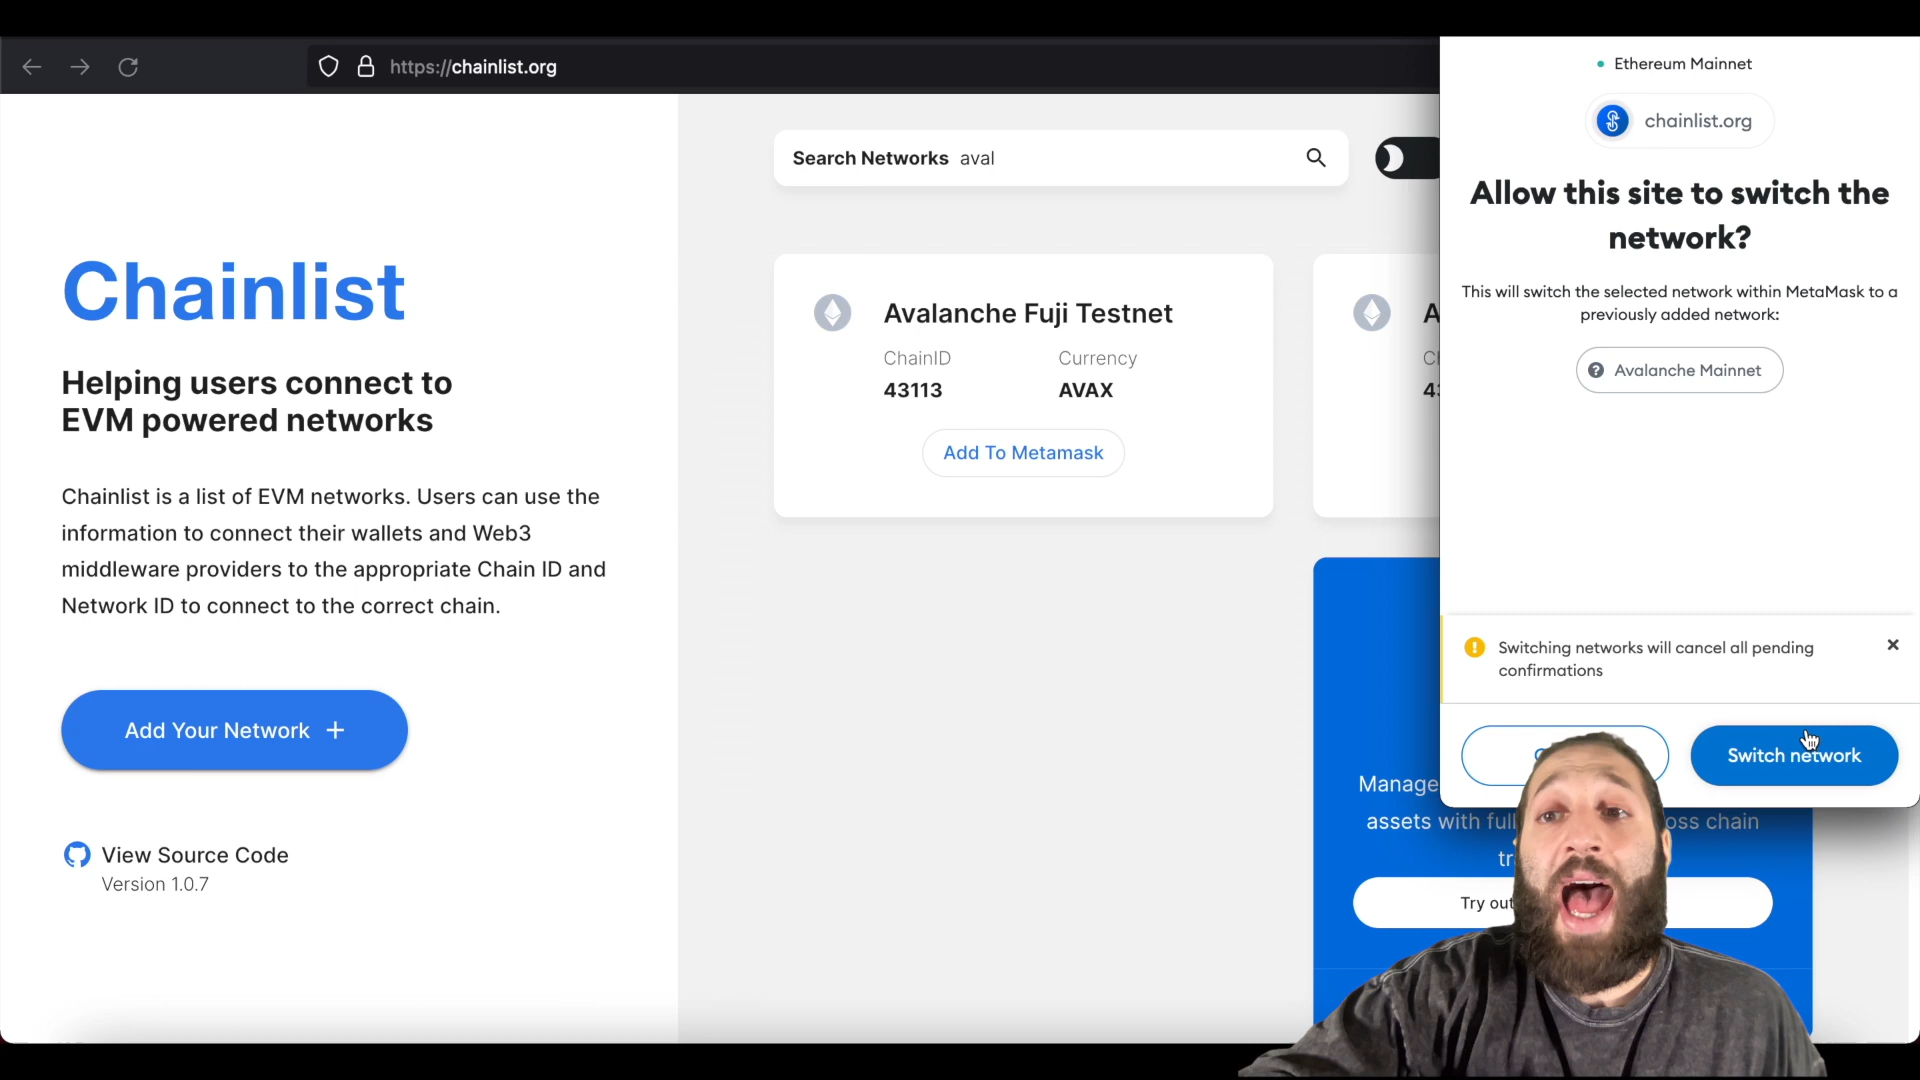 https://chainlist.org
Chainlist
Helping users connect to
EVM powered networks
Chainlist is a list of EVM networks. Users can use the
information to connect their wallets and Web3
middleware providers to the appropriate Chain ID and
Network ID to connect to the correct chain.
Add Your Network +
View Source Code
Version 1.0.7
Search Networks aval
Avalanche Fuji Testnet
ChainID Currency
43113 AVAX
Add To Metamask
Manage
assets with full
Try out
Ethereum Mainnet
chainlist.org
Allow this site to switch the
network?
This will switch the selected network within MetaMask to a
previously added network:
Avalanche Mainnet
Switching networks will cancel all pending
confirmations
Switch network
chain